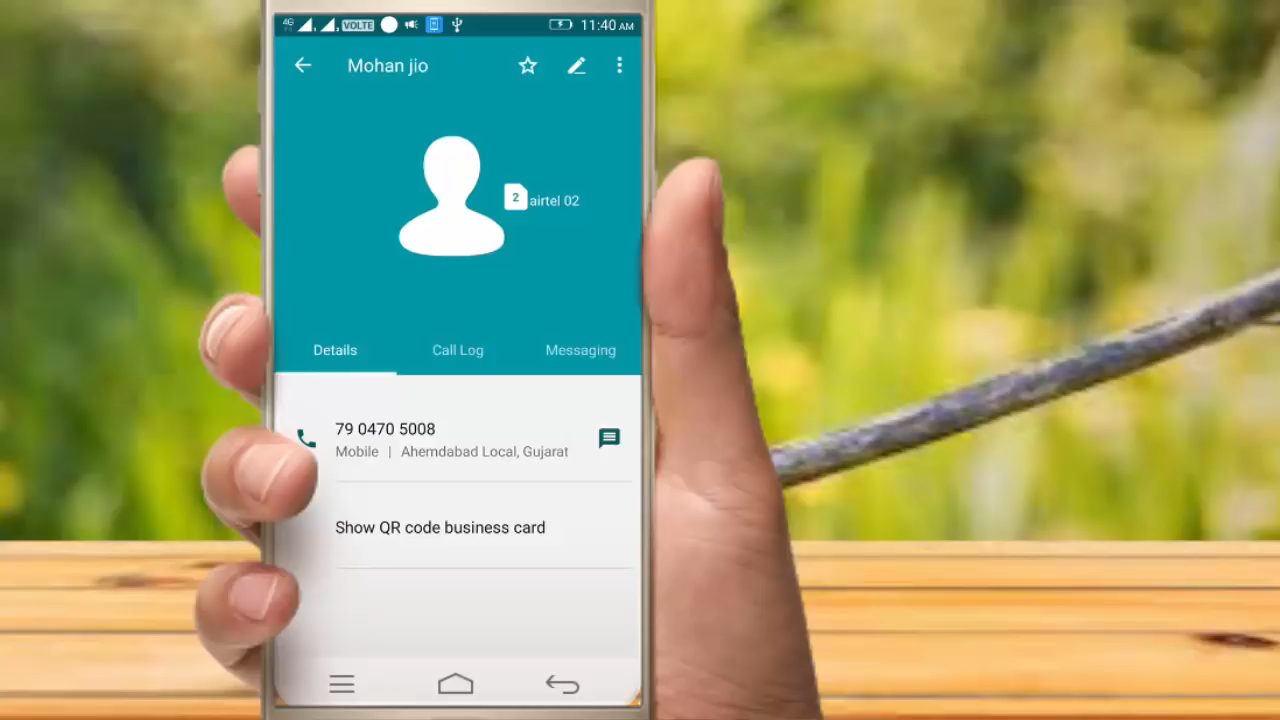 4G VOLTE 11:40 AM
Mohan jio
2 airtel 02
Details Call Log Messaging
79 0470 5008
Mobile | Ahemdabad Local, Gujarat
Show QR code business card